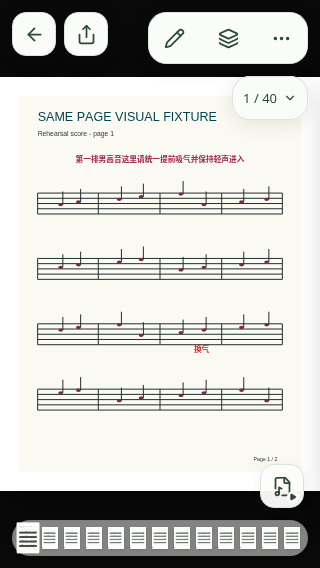 1 / 40
SAME PAGE VISUAL FIXTURE
Rehearsal score - page 1
第一排男高音这里请统一提前吸气并保持轻声进入
换气
Page 1 / 2